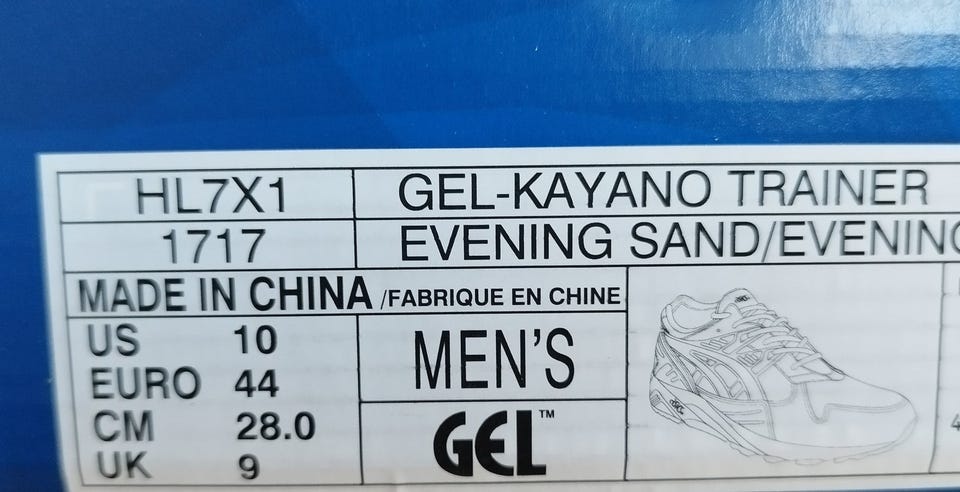 HL7X1 GEL-KAYANO TRAINER
1717 EVENING SAND/EVENING
MADE IN CHINA /FABRIQUE EN CHINE
US 10
EURO 44
CM 28.0
UK 9
MEN'S
GEL™